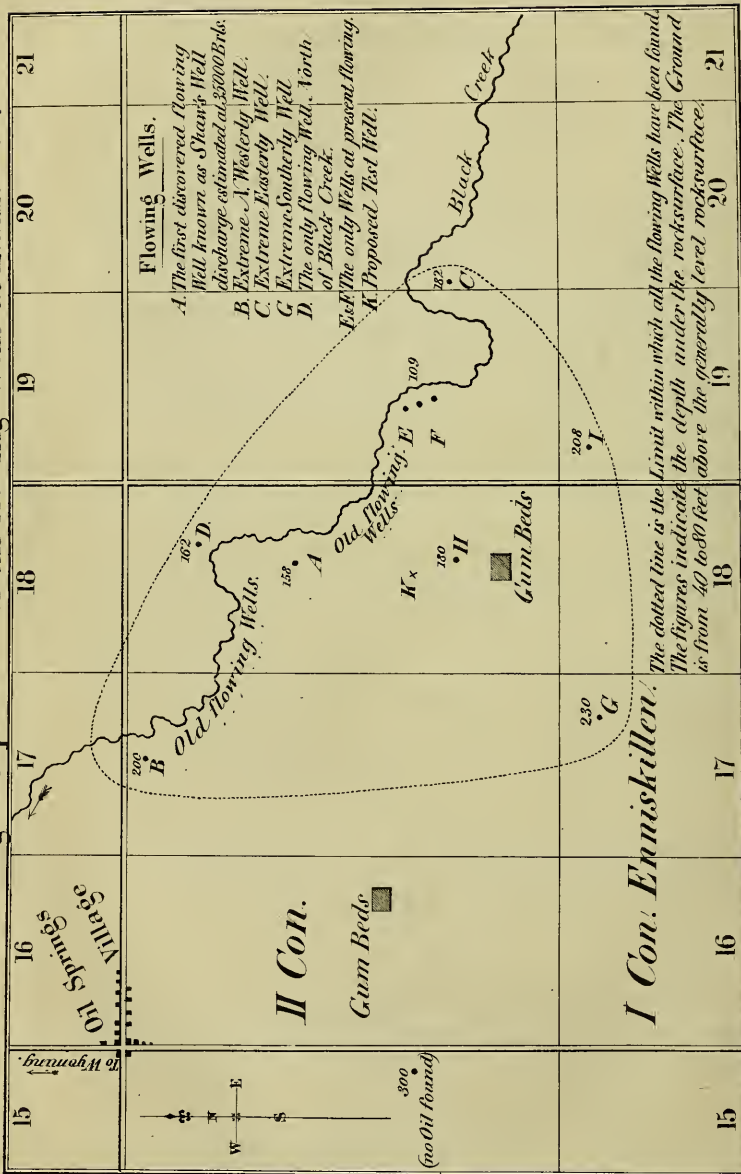 15
16
17
18
19
20
21
To Wyoming.
Oil Springs
Village
Flowing Wells.
A. The first discovered flowing
Well known as Shaw's Well
discharge estimated at 35000 Brls.
B. Extreme N. Westerly Well.
C. Extreme Easterly Well.
G Extreme Southerly Well
D. The only flowing Well North
of Black Creek.
E&F The only Wells at present flowing.
K. Proposed Test Well.
N
W
E
S
II Con.
Gum Beds
200
B
Old flowing Wells.
162
D.
158
A
Old flowing
Wells
E
109
F
K
180
H
Gum Beds
Black Creek
182
C
300
(no Oil found)
230
G
208
I
I Con. Enniskillen.
The dotted line is the Limit within which all the flowing Wells have been found.
The figures indicate the depth under the rocksurface. The Ground
is from 40 to 80 feet above the generally level rocksurface.
15
16
17
18
19
20
21